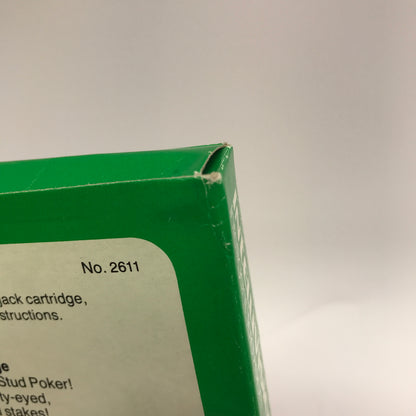 No. 2611
jack cartridge,
structions.
ge
Stud Poker!
ty-eyed,
stakes!